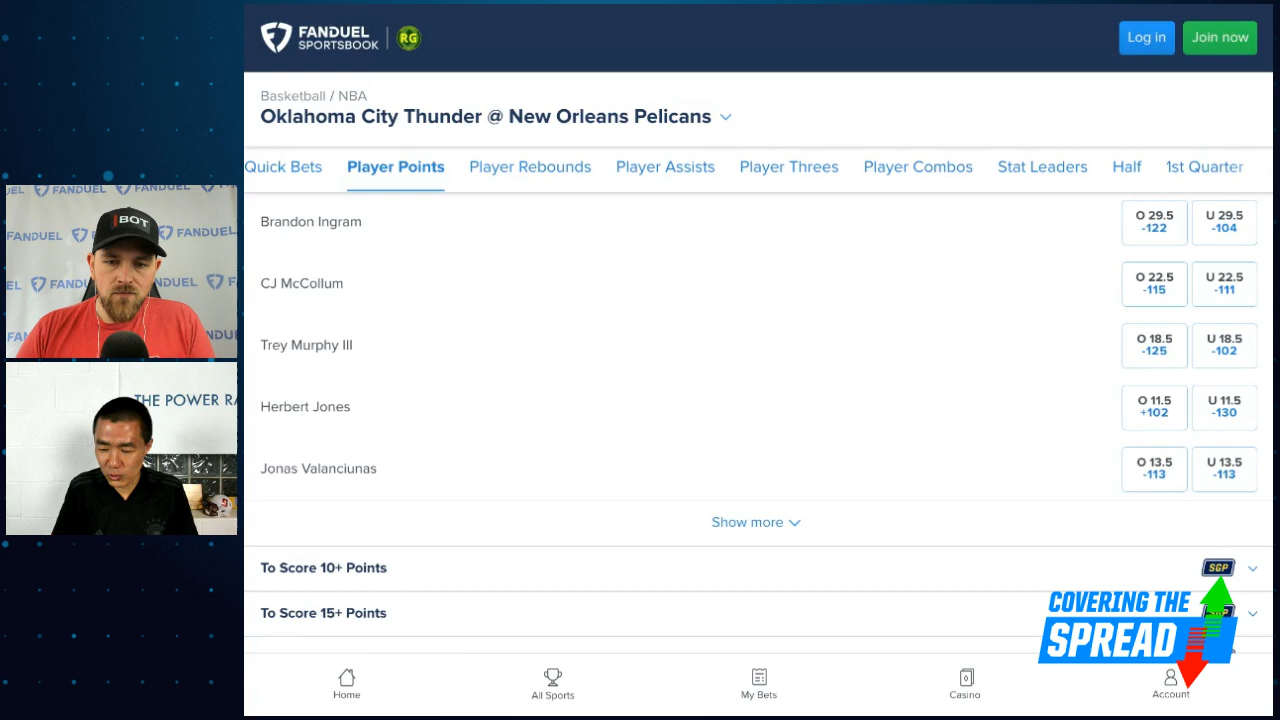 FANDUEL
SPORTSBOOK
RG
Log in
Join now
Basketball / NBA
Oklahoma City Thunder @ New Orleans Pelicans
Quick Bets
Player Points
Player Rebounds
Player Assists
Player Threes
Player Combos
Stat Leaders
Half
1st Quarter
Brandon Ingram
O 29.5
-122
U 29.5
-104
CJ McCollum
O 22.5
-115
U 22.5
-111
Trey Murphy III
O 18.5
-125
U 18.5
-102
Herbert Jones
O 11.5
+102
U 11.5
-130
Jonas Valanciunas
O 13.5
-113
U 13.5
-113
Show more
To Score 10+ Points
SGP
To Score 15+ Points
Home
All Sports
My Bets
Casino
Account
COVERING THE
SPREAD
FANDUEL
FANDUEL
FANDUEL
FANDUEL
FANDUEL
BOT
THE POWER RA